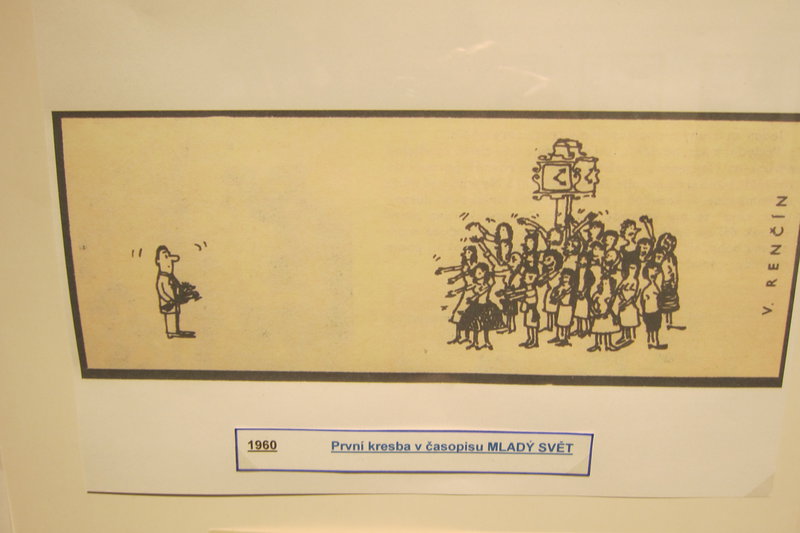 V. RENČÍN
1960 První kresba v časopisu MLADÝ SVĚT